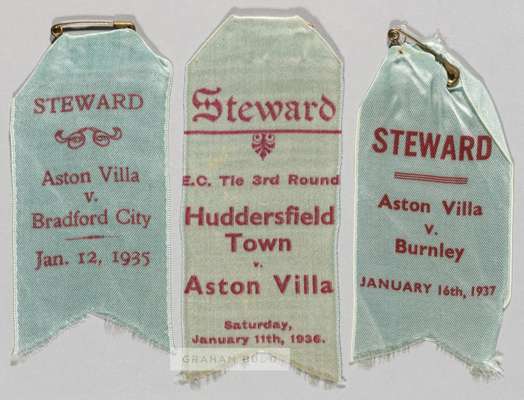 STEWARD
Aston Villa
v.
Bradford City
Jan. 12, 1935
Steward
E.C. Tie 3rd Round
Huddersfield
Town
v.
Aston Villa
Saturday,
January 11th, 1936.
GRAHAM BUDD
STEWARD
Aston Villa
v.
Burnley
JANUARY 16th, 1937